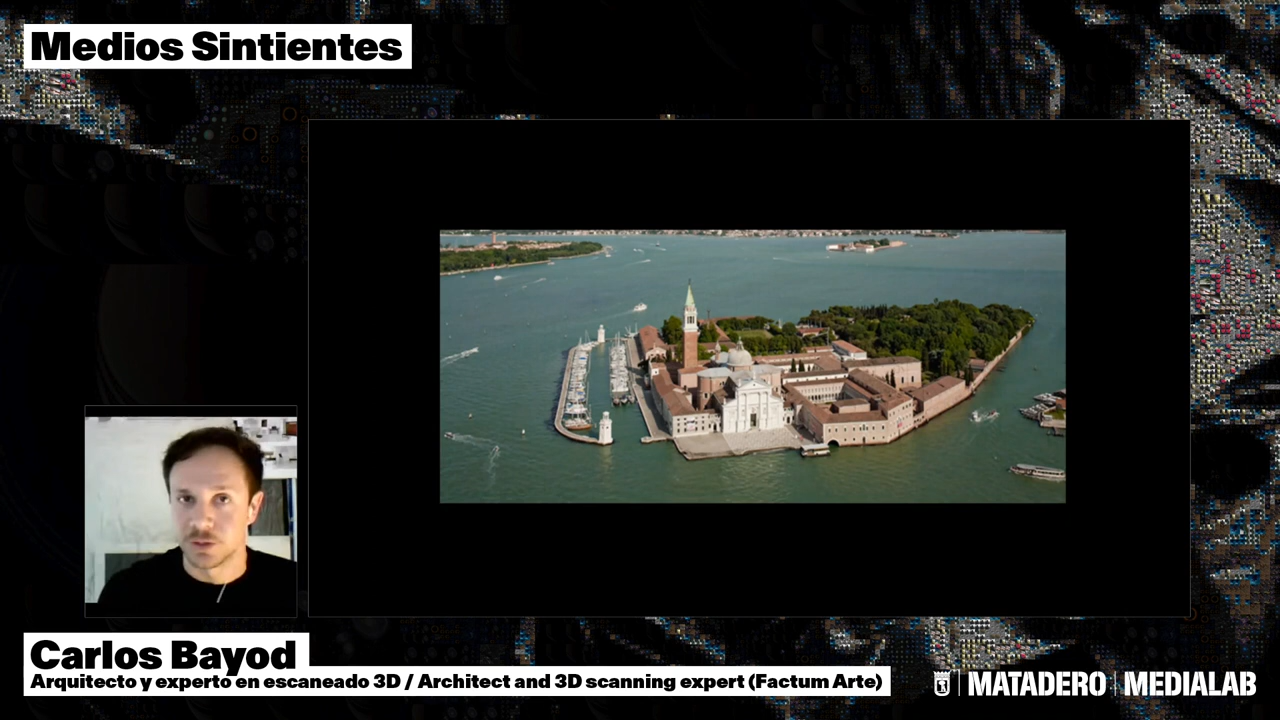 Medios Sintientes
Carlos Bayod
Arquitecto y experto en escaneado 3D / Architect and 3D scanning expert (Factum Arte)
MATADERO MEDIALAB